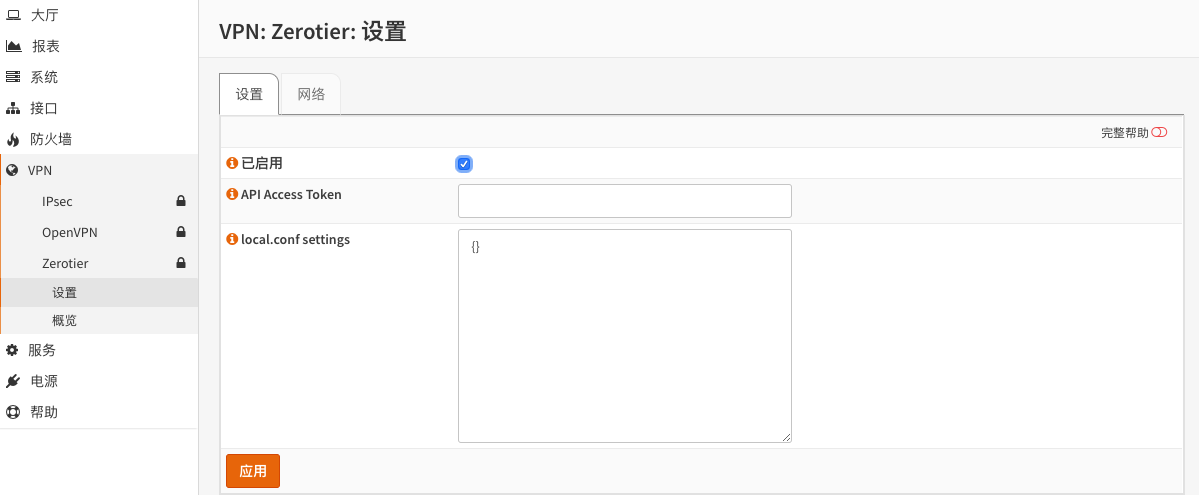 大厅
报表
系统
接口
防火墙
VPN
IPsec
OpenVPN
Zerotier
设置
概览
服务
电源
帮助
VPN: Zerotier: 设置
设置 网络
完整帮助
已启用
API Access Token
local.conf settings
{}
应用